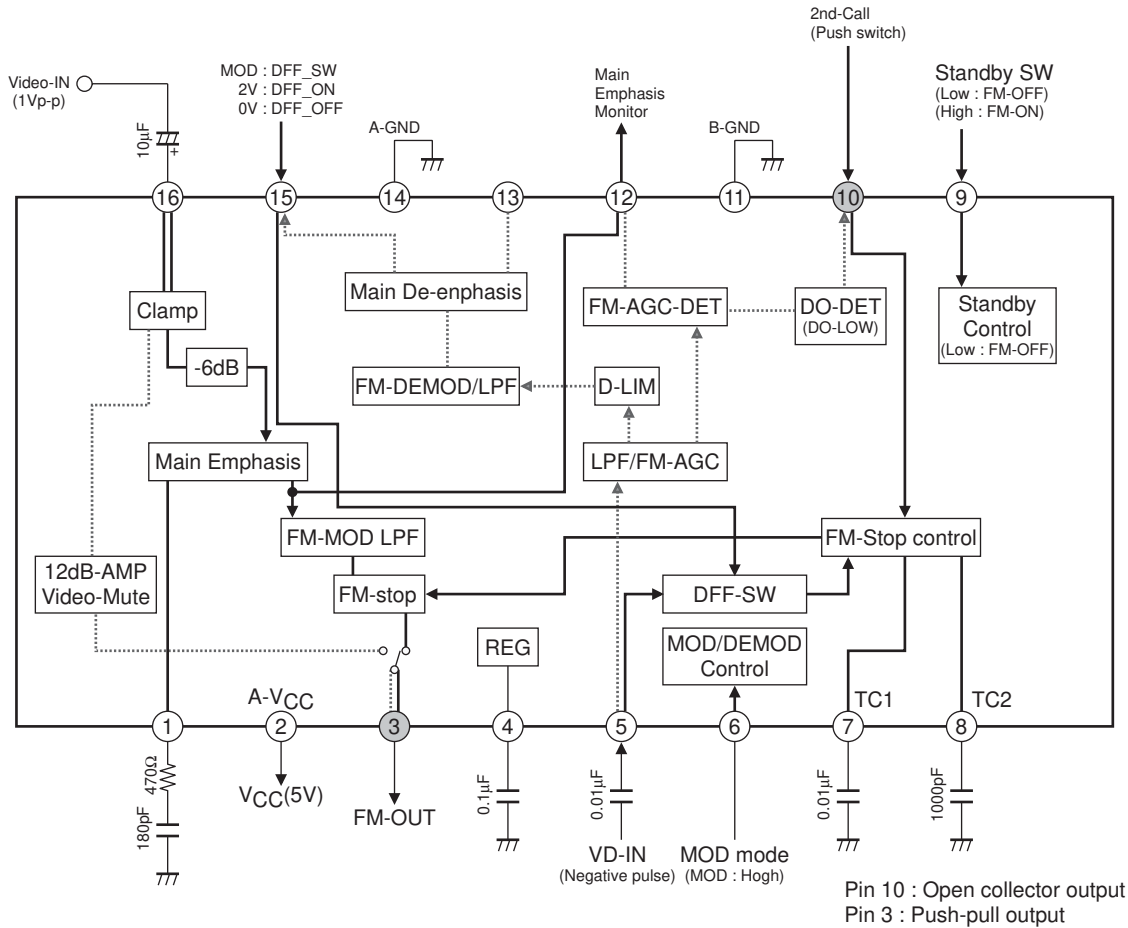 2nd-Call
(Push switch)
Video-IN
(1Vp-p)
MOD : DFF_SW
2V : DFF_ON
0V : DFF_OFF
Main
Emphasis
Monitor
Standby SW
(Low : FM-OFF)
(High : FM-ON)
10μF
+
A-GND
B-GND
16
15
14
13
12
11
10
9
Clamp
Main De-enphasis
FM-AGC-DET
DO-DET
(DO-LOW)
Standby
Control
(Low : FM-OFF)
-6dB
FM-DEMOD/LPF
D-LIM
Main Emphasis
LPF/FM-AGC
FM-MOD LPF
FM-Stop control
12dB-AMP
Video-Mute
FM-stop
DFF-SW
REG
MOD/DEMOD
Control
A-VCC
TC1
TC2
1
2
3
4
5
6
7
8
470Ω
180pF
VCC(5V)
FM-OUT
0.1μF
0.01μF
0.01μF
1000pF
VD-IN
(Negative pulse)
MOD mode
(MOD : Hogh)
Pin 10 : Open collector output
Pin 3 : Push-pull output